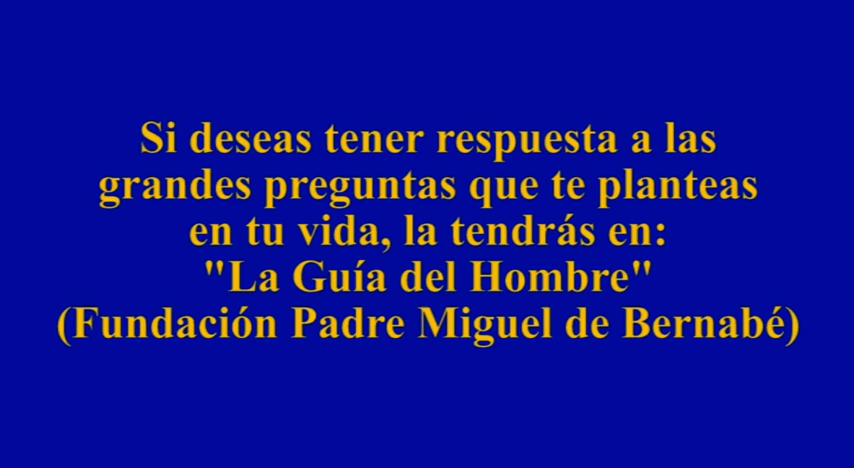 Si deseas tener respuesta a las
grandes preguntas que te planteas
en tu vida, la tendrás en:
"La Guía del Hombre"
(Fundación Padre Miguel de Bernabé)